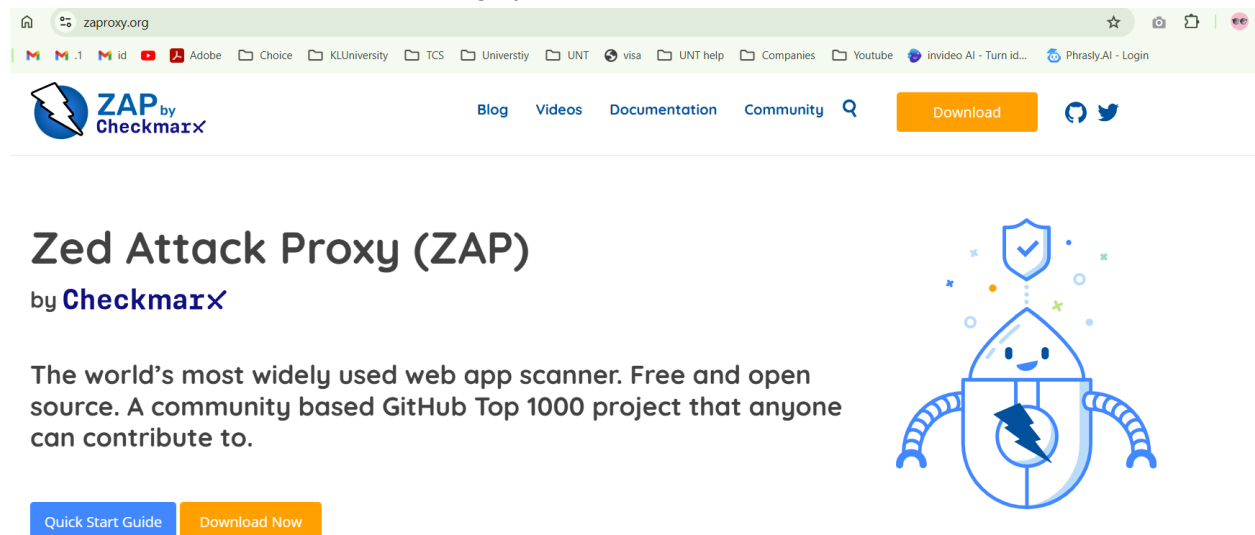 zaproxy.org
M .1 M id Adobe Choice KLUniversity TCS Universtiy UNT visa UNT help Companies Youtube invideo AI - Turn id... Phrasly.AI - Login
ZAP by
Checkmarx
Blog Videos Documentation Community Download
Zed Attack Proxy (ZAP)
by Checkmarx
The world's most widely used web app scanner. Free and open
source. A community based GitHub Top 1000 project that anyone
can contribute to.
Quick Start Guide Download Now